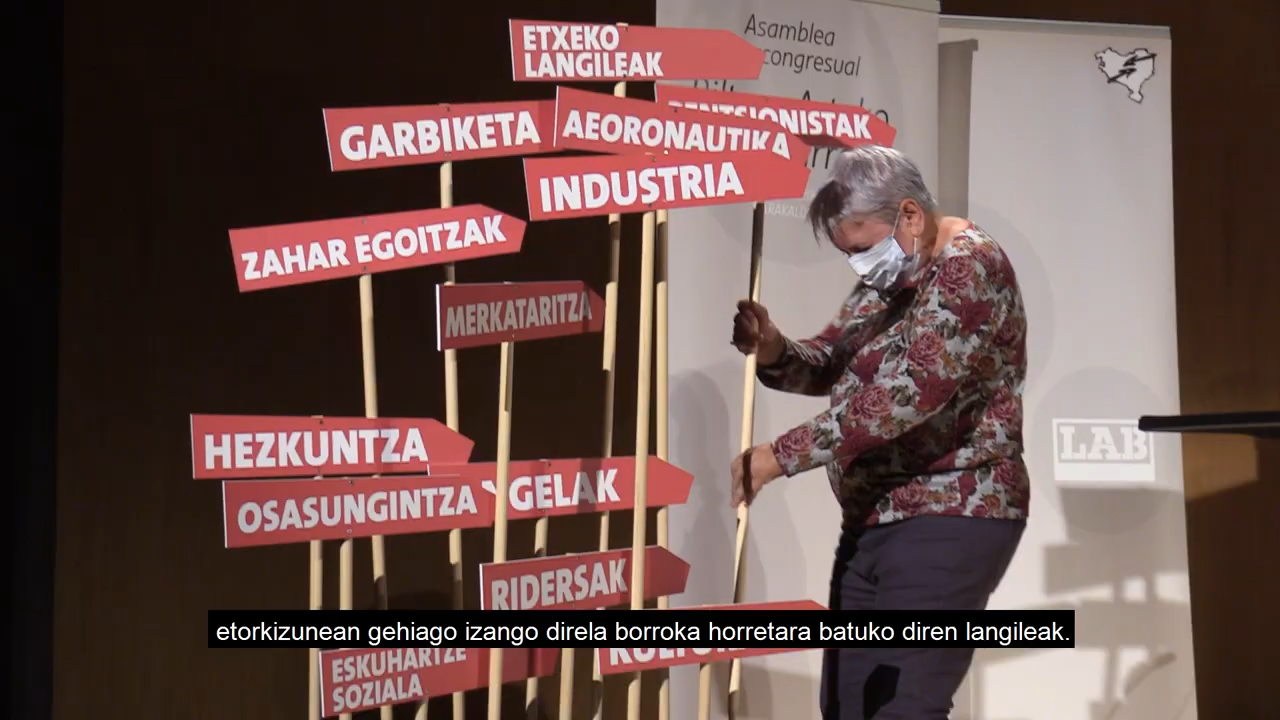 Asamblea
congresual
ETXEKO
LANGILEAK
PENTSIONISTAK
GARBIKETA
AEORONAUTIKA
INDUSTRIA
ZAHAR EGOITZAK
MERKATARITZA
HEZKUNTZA
OSASUNGINTZA
GELAK
LAB
RIDERSAK
etorkizunean gehiago izango direla borroka horretara batuko diren langileak.
ESKUHARTZE
SOZIALA